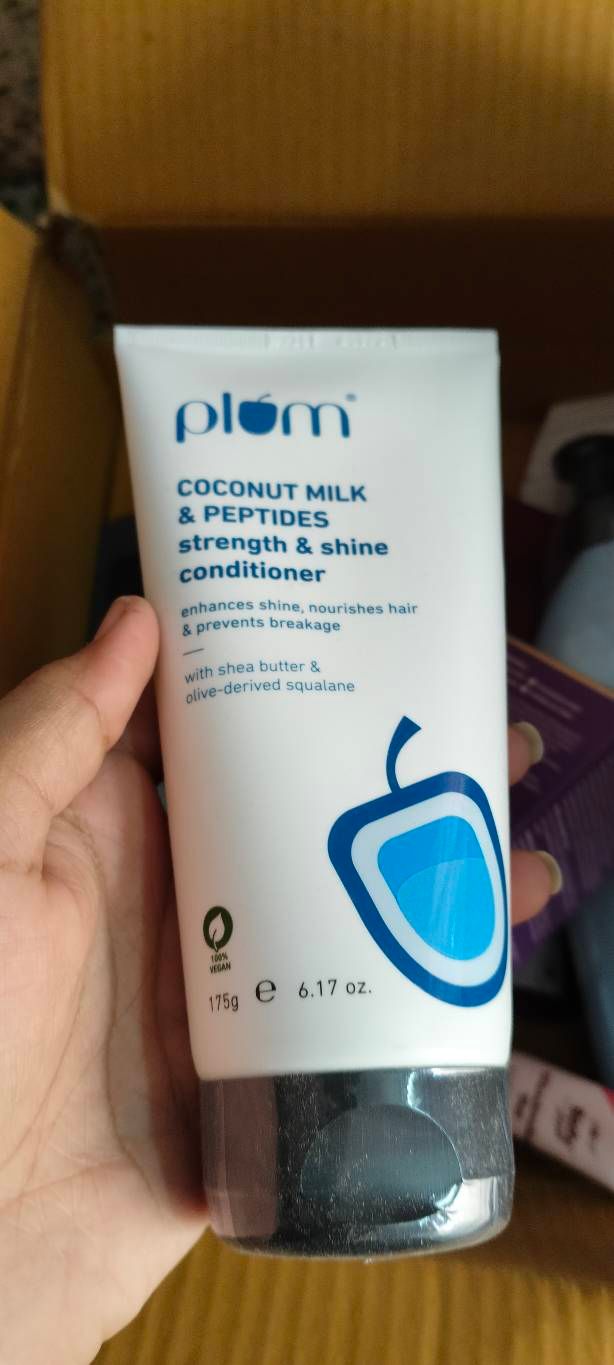 plum®
COCONUT MILK
& PEPTIDES
strength & shine
conditioner
enhances shine, nourishes hair
& prevents breakage
with shea butter &
olive-derived squalane
100%
VEGAN
175g e 6.17 oz.